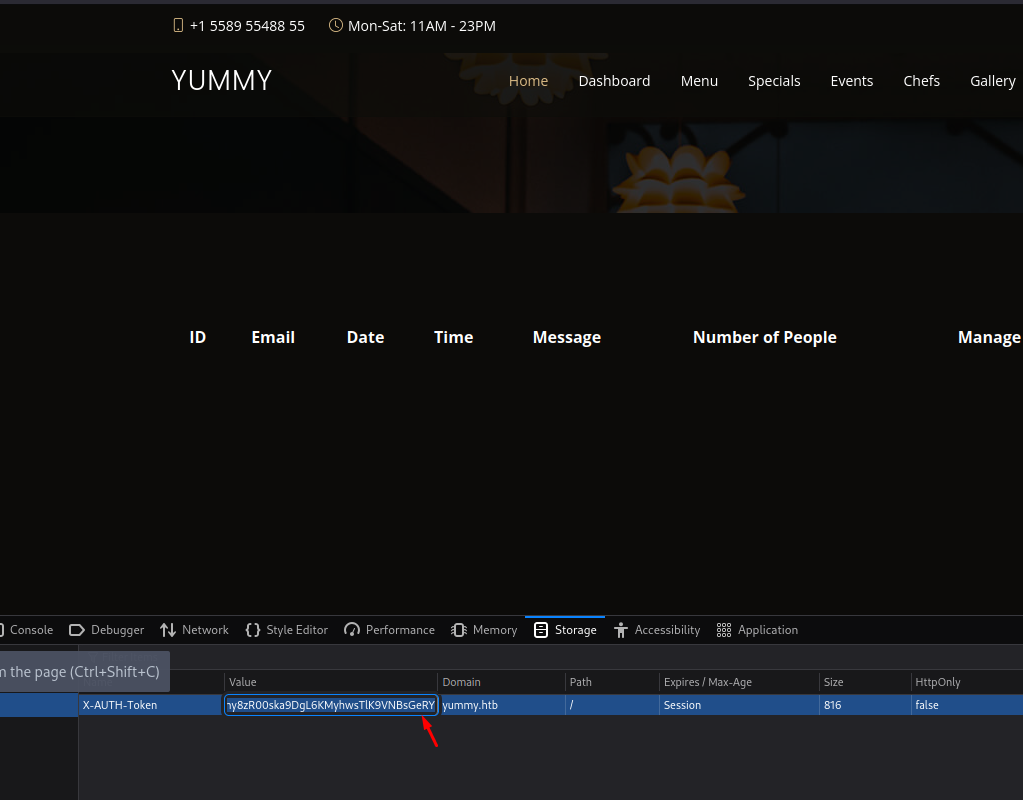 +1 5589 55488 55 Mon-Sat: 11AM - 23PM
YUMMY Home Dashboard Menu Specials Events Chefs Gallery
ID Email Date Time Message Number of People Manage
Console Debugger Network Style Editor Performance Memory Storage Accessibility Application
m the page (Ctrl+Shift+C)
Value Domain Path Expires / Max-Age Size HttpOnly
X-AUTH-Token ny8zR00ska9DgL6KMyhwsTlK9VNBsGeRY yummy.htb / Session 816 false